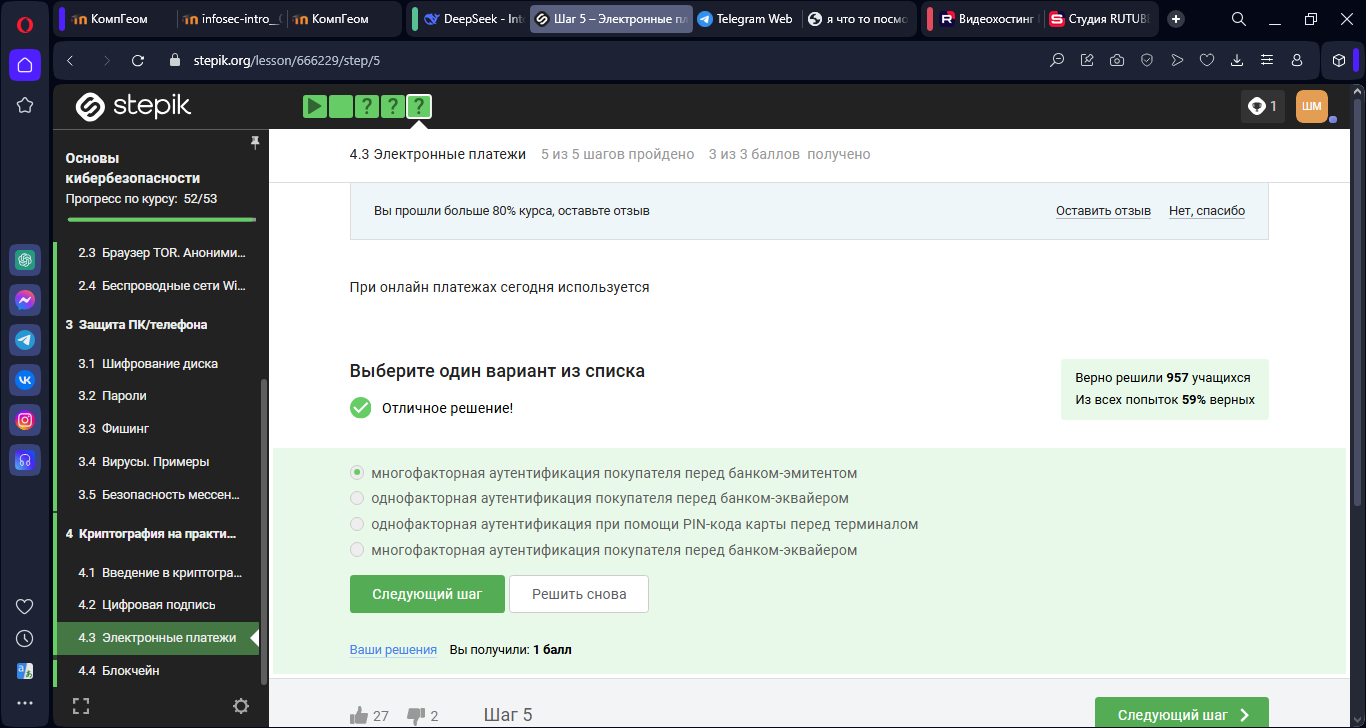 КомпГеом
infosec-intro_
КомпГеом
DeepSeek - Int
Шаг 5 – Электронные пл
Telegram Web
я что то посмо
Видеохостинг
Студия RUTUBE
stepik.org/lesson/666229/step/5
stepik
1
ШМ
Основы
кибербезопасности
Прогресс по курсу: 52/53
2.3 Браузер TOR. Аноними...
2.4 Беспроводные сети Wi...
3 Защита ПК/телефона
3.1 Шифрование диска
3.2 Пароли
3.3 Фишинг
3.4 Вирусы. Примеры
3.5 Безопасность мессен...
4 Криптография на практи...
4.1 Введение в криптогра...
4.2 Цифровая подпись
4.3 Электронные платежи
4.4 Блокчейн
4.3 Электронные платежи 5 из 5 шагов пройдено 3 из 3 баллов получено
Вы прошли больше 80% курса, оставьте отзыв
Оставить отзыв
Нет, спасибо
При онлайн платежах сегодня используется
Выберите один вариант из списка
Отличное решение!
Верно решили 957 учащихся
Из всех попыток 59% верных
многофакторная аутентификация покупателя перед банком-эмитентом
однофакторная аутентификация покупателя перед банком-эквайером
однофакторная аутентификация при помощи PIN-кода карты перед терминалом
многофакторная аутентификация покупателя перед банком-эквайером
Следующий шаг
Решить снова
Ваши решения Вы получили: 1 балл
27
2
Шаг 5
Следующий шаг